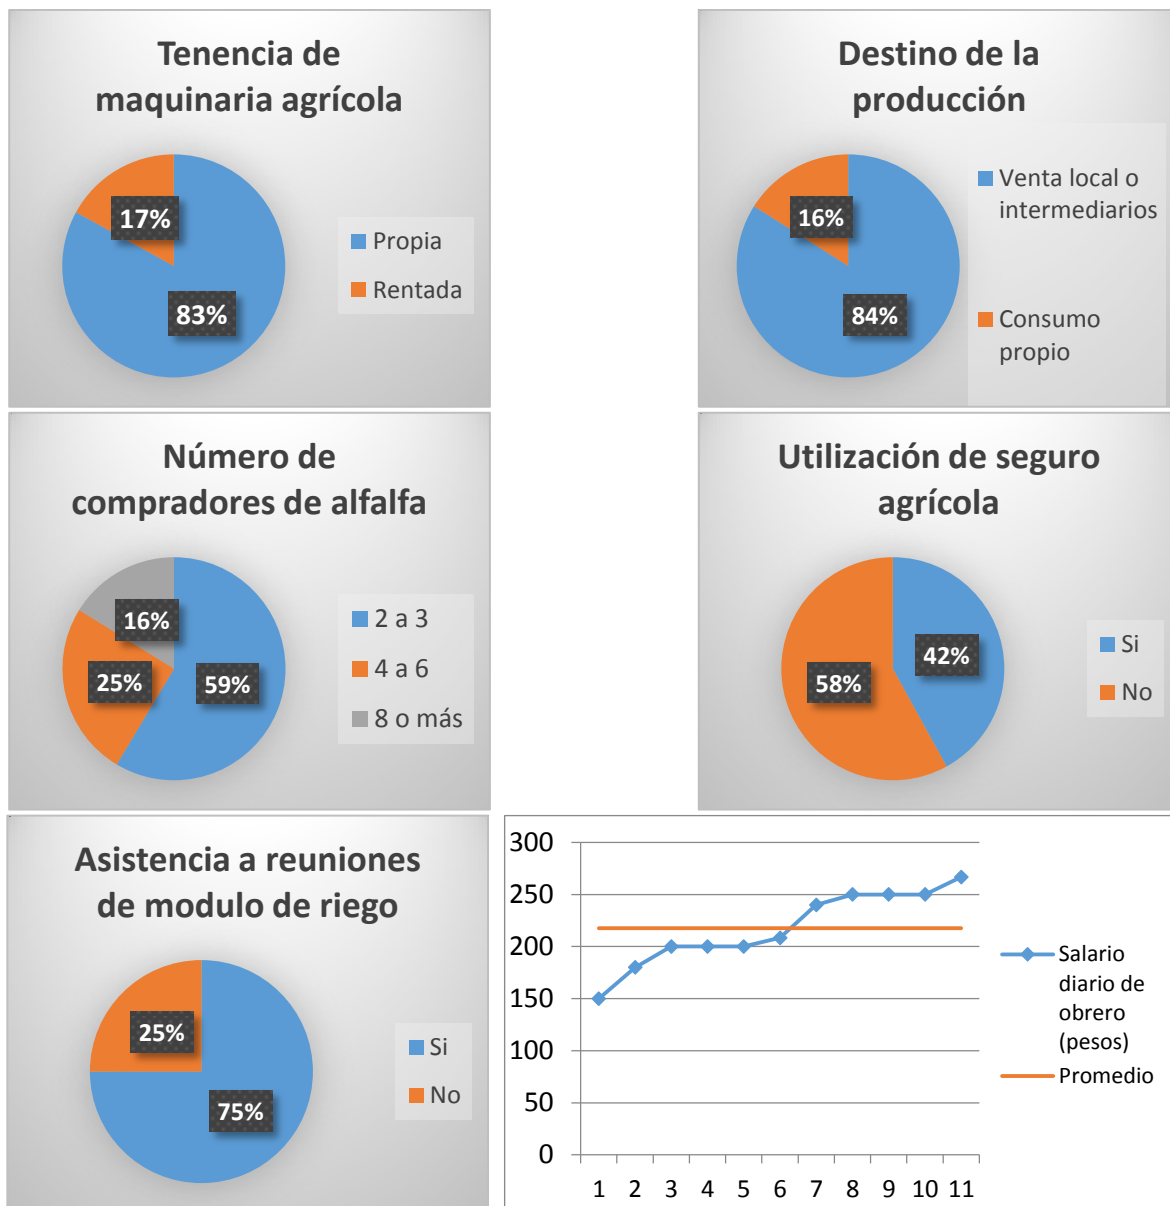 Tenencia de
maquinaria agrícola
17%
83%
Propia
Rentada
Destino de la
producción
16%
84%
Venta local o
intermediarios
Consumo
propio
Número de
compradores de alfalfa
16%
25%
59%
2 a 3
4 a 6
8 o más
Utilización de seguro
agrícola
42%
58%
Si
No
Asistencia a reuniones
de modulo de riego
25%
75%
Si
No
300
250
200
150
100
50
0
1 2 3 4 5 6 7 8 9 10 11
Salario
diario de
obrero
(pesos)
Promedio